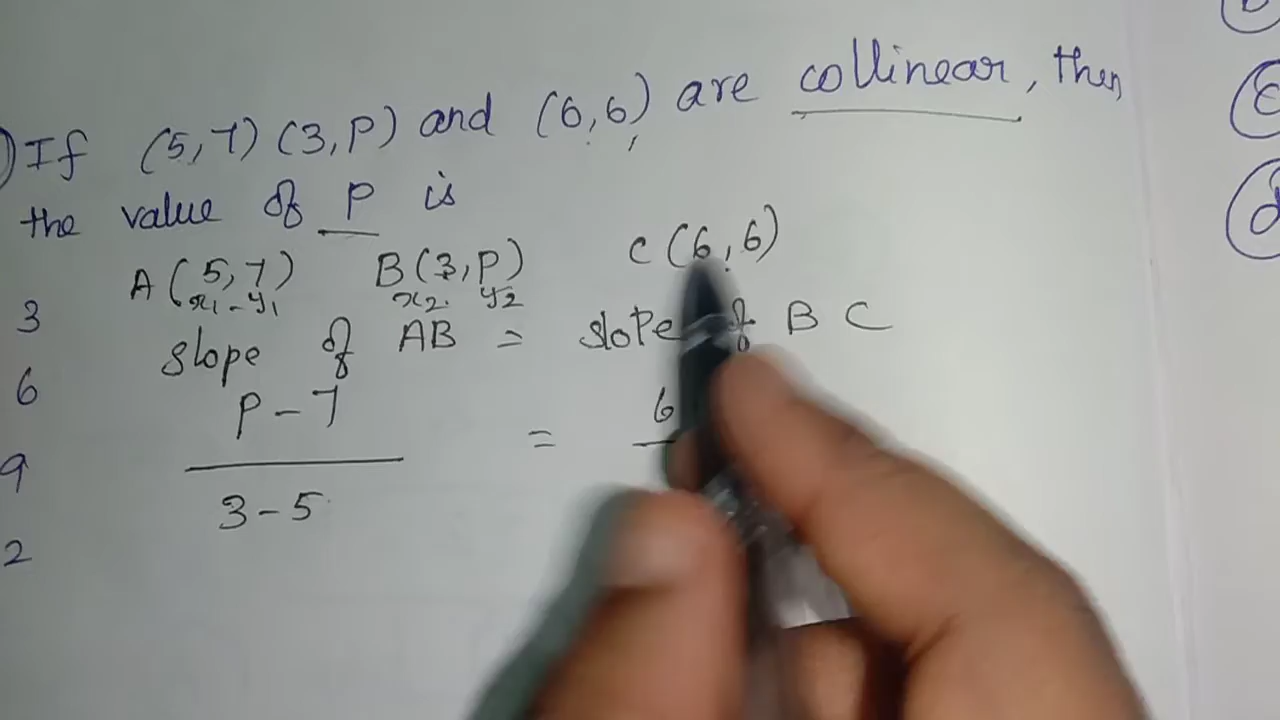 ) If (5,7) (3,P) and (6,6) are collinear, then
the value of P is
A (5,7) B(3,P) C (6,6)
x1 - y1 x2. y2
3
slope of AB = slope of B C
6
P - 7 = 6
9
3 - 5
2